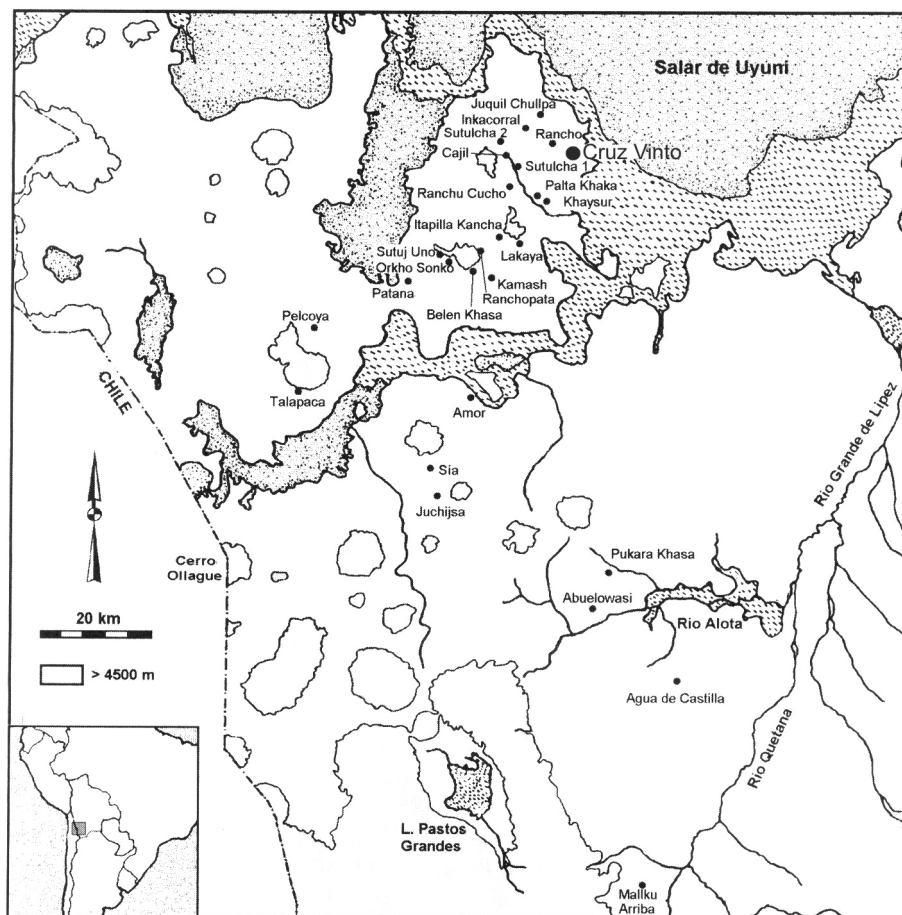 Salar de Uyuni
Juquil Chullpa
Inkacorral
Sutulcha 2
Rancho
Cruz Vinto
Cajil
Sutulcha 1
Ranchu Cucho
Palta Khaka
Khaysur
Itapilla Kancha
Lakaya
Sutuj Uno
Orkho Sonko
Patana
Kamash
Ranchopata
Belen Khasa
Pelcoya
CHILE
Talapaca
Amor
Rio Grande de Lipez
Sía
Juchijsa
Cerro
Ollague
Pukara Khasa
20 km
Abuelowasi
Rio Alota
> 4500 m
Agua de Castilla
Rio Quetana
L. Pastos
Grandes
Mallku
Arriba